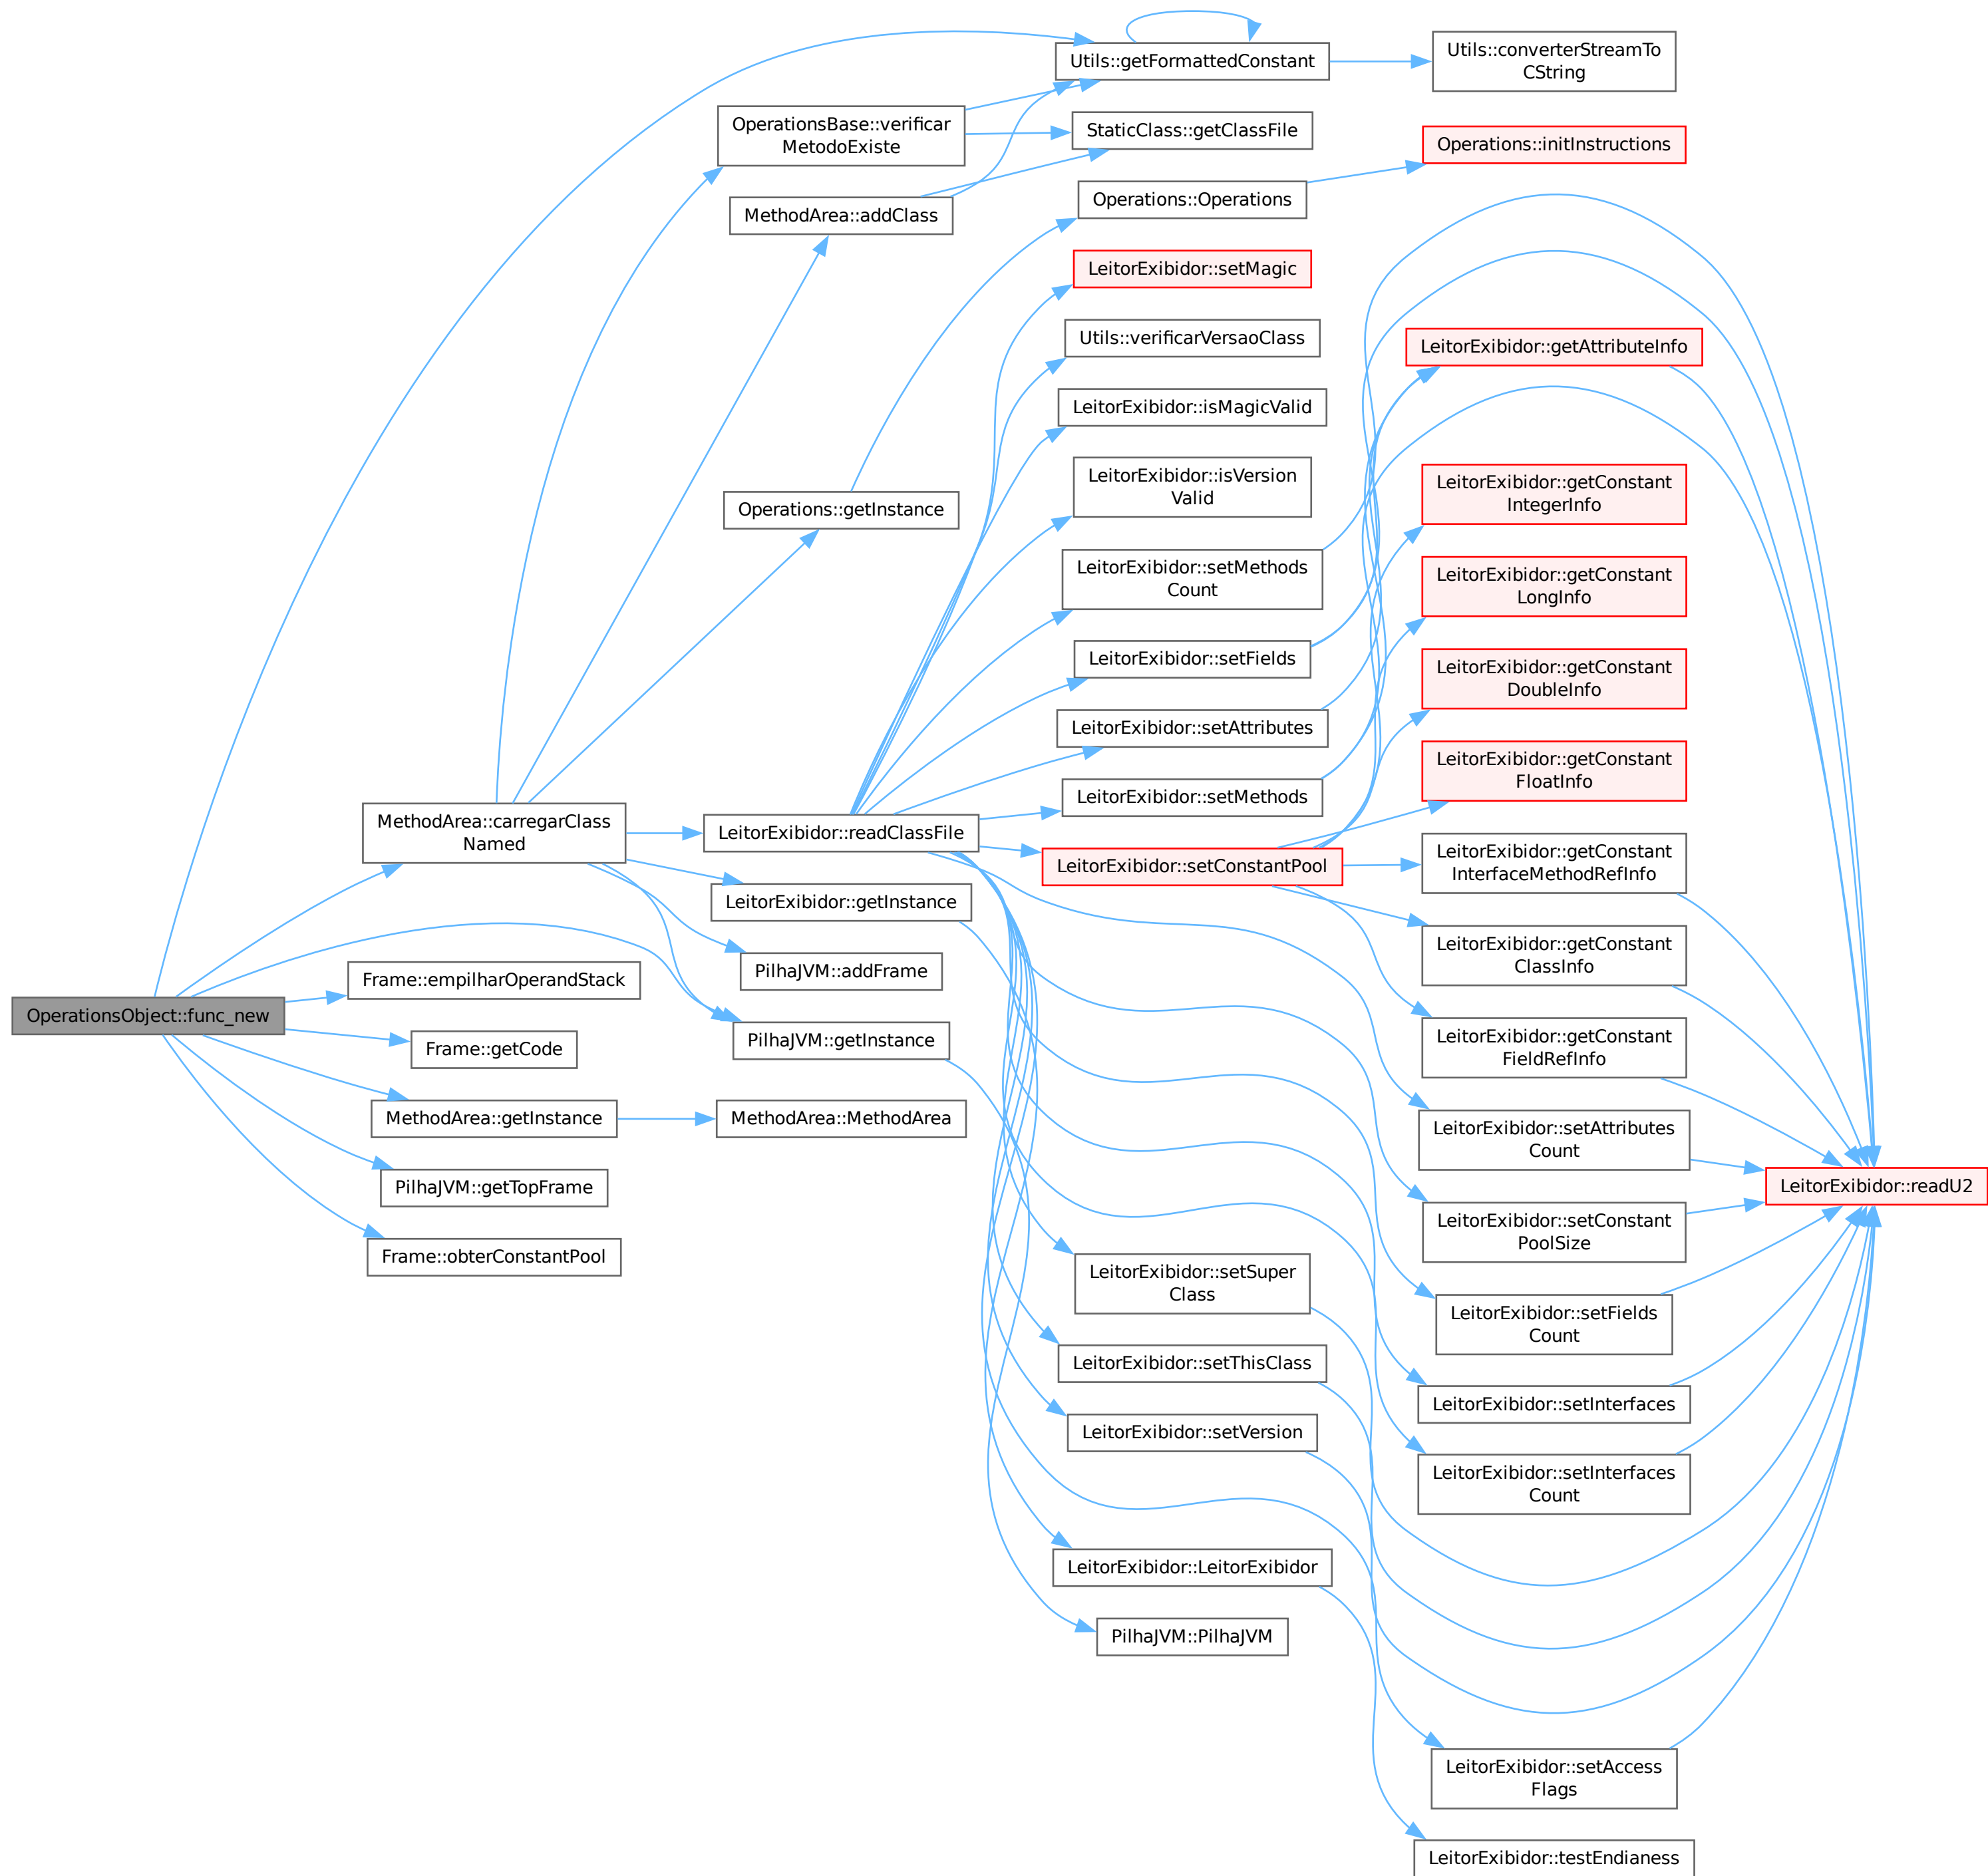 OperationsObject::func_new
Utils::getFormattedConstant
Utils::converterStreamTo
CString
OperationsBase::verificar
MetodoExiste
StaticClass::getClassFile
MethodArea::addClass
Operations::Operations
Operations::initInstructions
Operations::getInstance
MethodArea::carregarClass
Named
LeitorExibidor::readClassFile
LeitorExibidor::getInstance
PilhaJVM::addFrame
PilhaJVM::getInstance
Frame::empilharOperandStack
Frame::getCode
MethodArea::getInstance
MethodArea::MethodArea
PilhaJVM::getTopFrame
Frame::obterConstantPool
LeitorExibidor::setMagic
Utils::verificarVersaoClass
LeitorExibidor::isMagicValid
LeitorExibidor::isVersion
Valid
LeitorExibidor::setMethods
Count
LeitorExibidor::setFields
LeitorExibidor::setAttributes
LeitorExibidor::setMethods
LeitorExibidor::setConstantPool
LeitorExibidor::setSuper
Class
LeitorExibidor::setThisClass
LeitorExibidor::setVersion
LeitorExibidor::LeitorExibidor
PilhaJVM::PilhaJVM
LeitorExibidor::getAttributeInfo
LeitorExibidor::getConstant
IntegerInfo
LeitorExibidor::getConstant
LongInfo
LeitorExibidor::getConstant
DoubleInfo
LeitorExibidor::getConstant
FloatInfo
LeitorExibidor::getConstant
InterfaceMethodRefInfo
LeitorExibidor::getConstant
ClassInfo
LeitorExibidor::getConstant
FieldRefInfo
LeitorExibidor::setAttributes
Count
LeitorExibidor::readU2
LeitorExibidor::setConstant
PoolSize
LeitorExibidor::setFields
Count
LeitorExibidor::setInterfaces
LeitorExibidor::setInterfaces
Count
LeitorExibidor::setAccess
Flags
LeitorExibidor::testEndianess